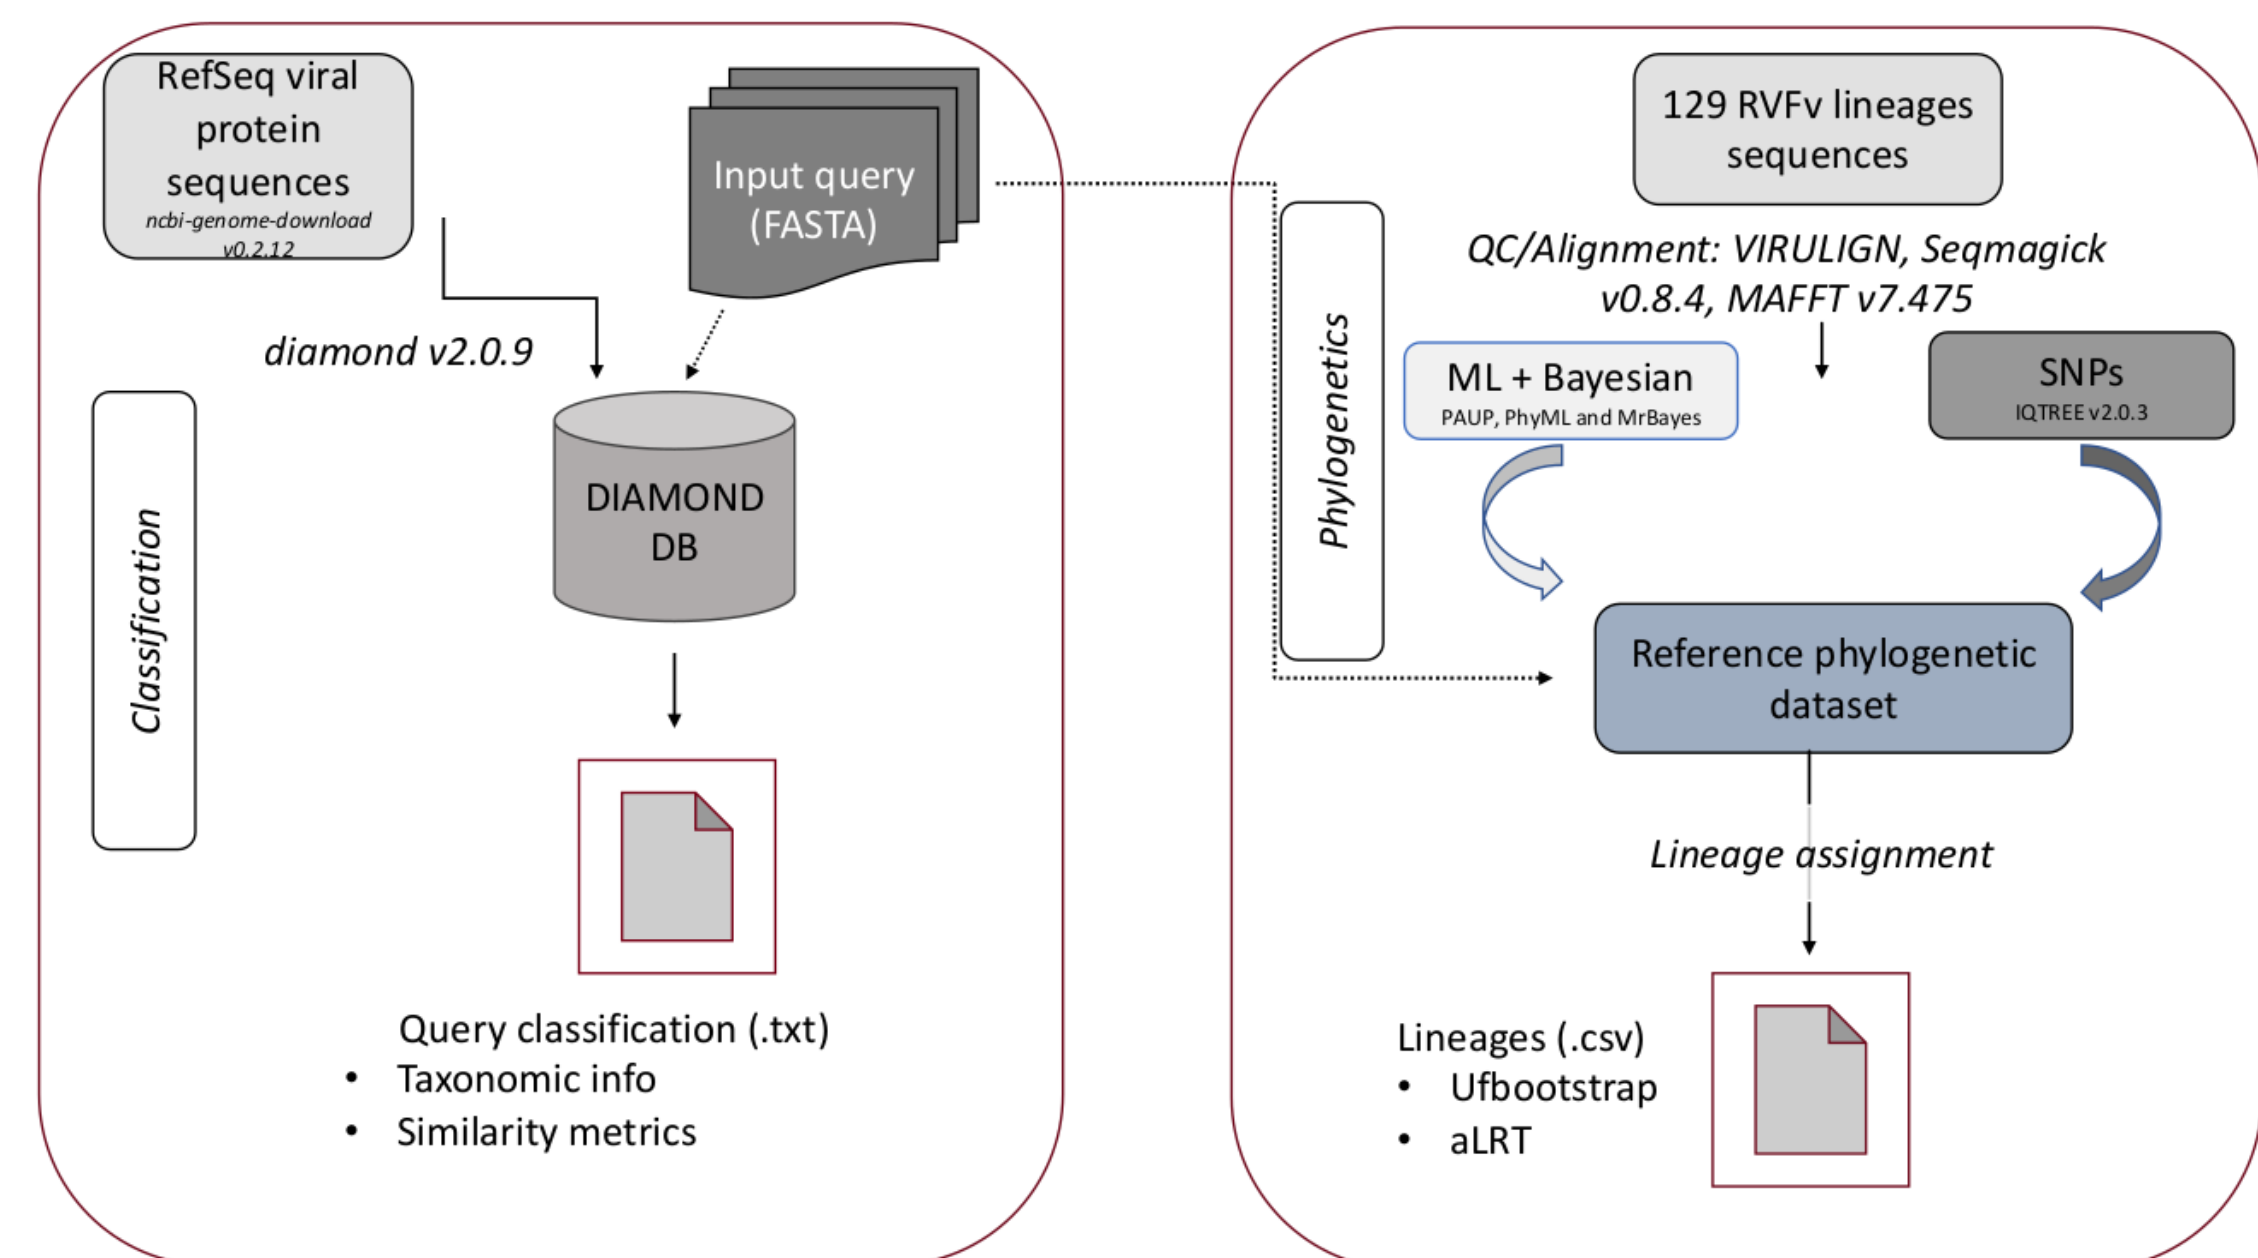 RefSeq viral
protein
sequences
ncbi-genome-download
v0.2.12
Input query
(FASTA)
diamond v2.0.9
Classification
DIAMOND
DB
Query classification (.txt)
• Taxonomic info
• Similarity metrics
129 RVFv lineages
sequences
QC/Alignment: VIRULIGN, Seqmagick
v0.8.4, MAFFT v7.475
Phylogenetics
ML + Bayesian
PAUP, PhyML and MrBayes
SNPs
IQTREE v2.0.3
Reference phylogenetic
dataset
Lineage assignment
Lineages (.csv)
• Ufbootstrap
• aLRT